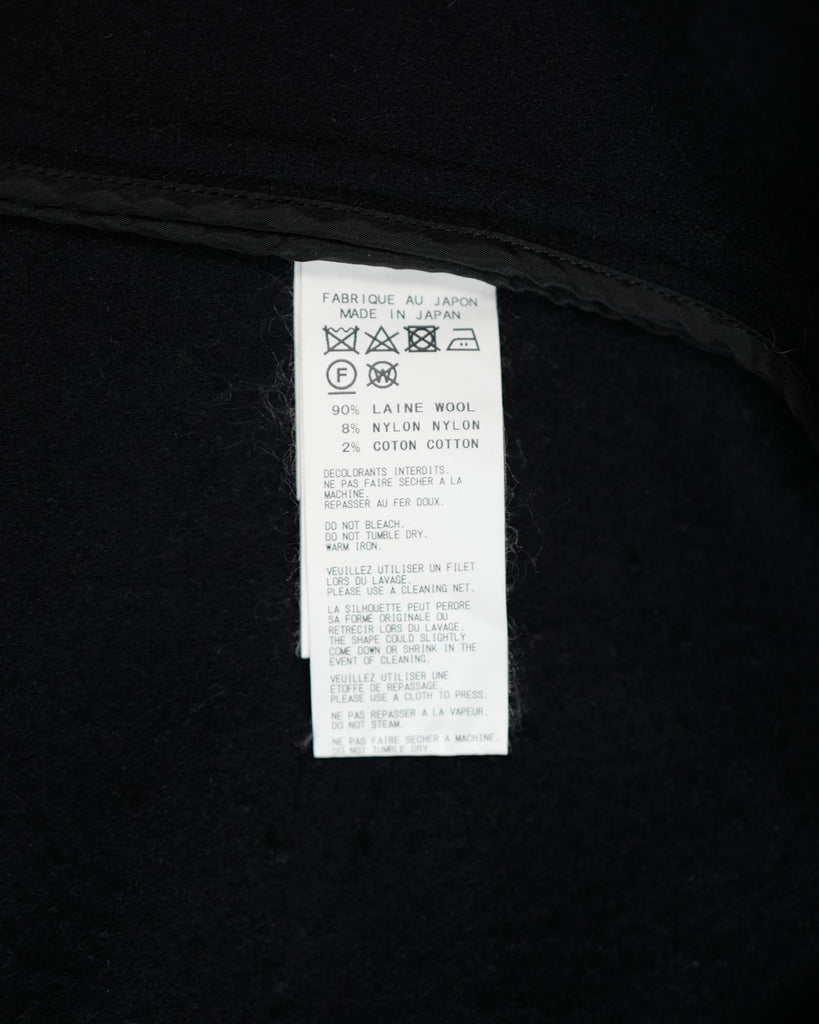 FABRIQUE AU JAPON
MADE IN JAPAN
F W
90% LAINE WOOL
8% NYLON NYLON
2% COTON COTTON
DECOLORANTS INTERDITS.
NE PAS FAIRE SECHER A LA
MACHINE.
REPASSER AU FER DOUX.
DO NOT BLEACH.
DO NOT TUMBLE DRY.
WARM IRON.
VEUILLEZ UTILISER UN FILET
LORS DU LAVAGE.
PLEASE USE A CLEANING NET.
LA SILHOUETTE PEUT PERDRE
SA FORME ORIGINALE OU
RETRECIR LORS DU LAVAGE.
THE SHAPE COULD SLIGHTLY
COME DOWN OR SHRINK IN THE
EVENT OF CLEANING.
VEUILLEZ UTILISER UNE
ETOFFE DE REPASSAGE.
PLEASE USE A CLOTH TO PRESS.
NE PAS REPASSER A LA VAPEUR.
DO NOT STEAM.
NE PAS FAIRE SECHER A MACHINE.
DO NOT TUMBLE DRY.